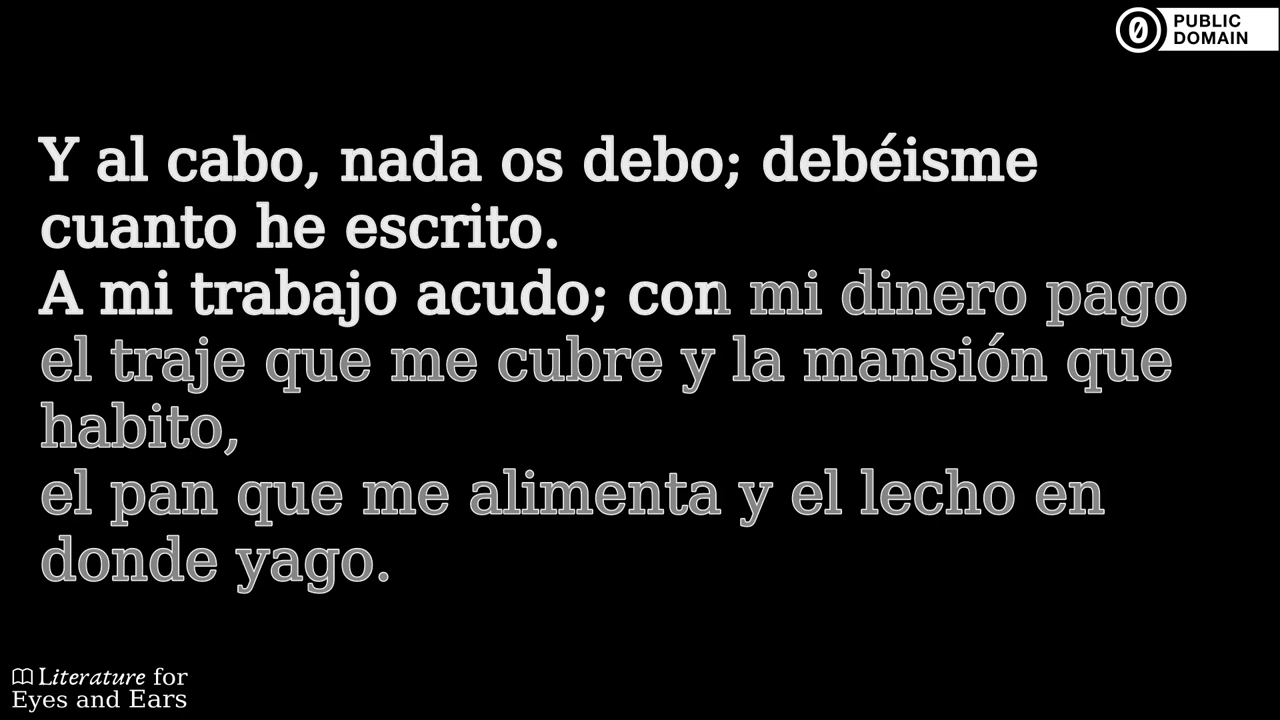 PUBLIC
DOMAIN
Y al cabo, nada os debo; debéisme
cuanto he escrito.
A mi trabajo acudo; con mi dinero pago
el traje que me cubre y la mansión que
habito,
el pan que me alimenta y el lecho en
donde yago.
Literature for
Eyes and Ears